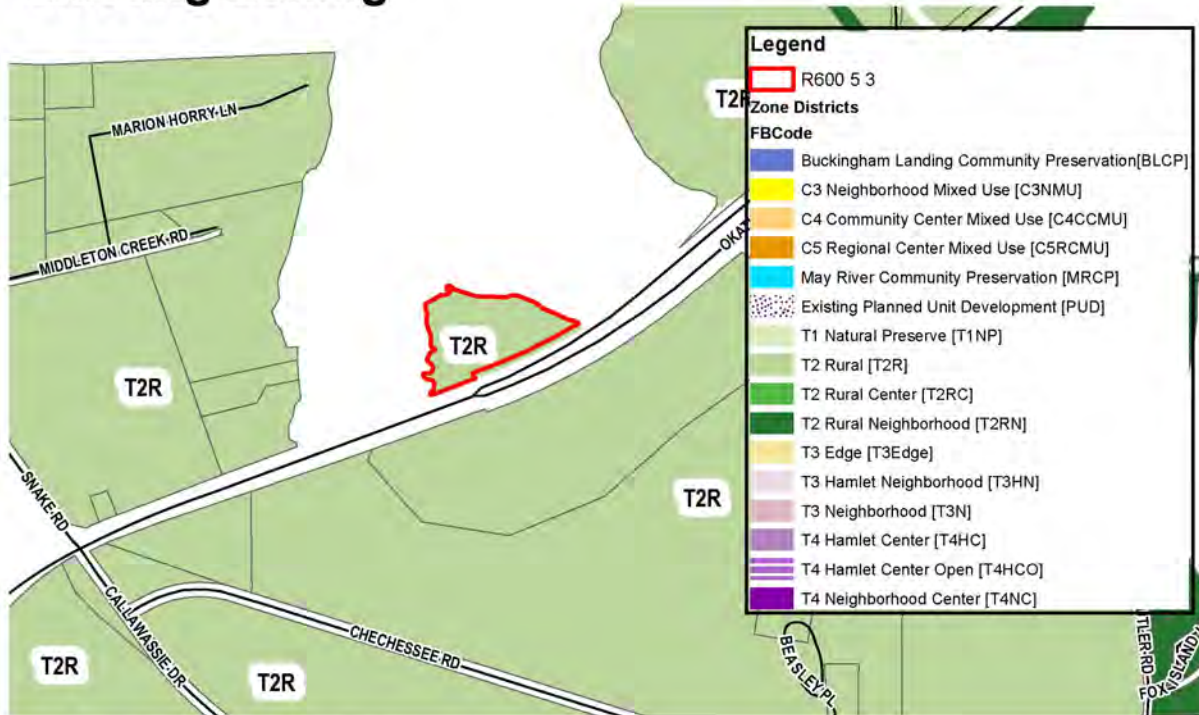 Legend
R600 5 3
Zone Districts
FBCode
Buckingham Landing Community Preservation[BLCP]
C3 Neighborhood Mixed Use [C3NMU]
C4 Community Center Mixed Use [C4CCMU]
C5 Regional Center Mixed Use [C5RCMU]
May River Community Preservation [MRCP]
Existing Planned Unit Development [PUD]
T1 Natural Preserve [T1NP]
T2 Rural [T2R]
T2 Rural Center [T2RC]
T2 Rural Neighborhood [T2RN]
T3 Edge [T3Edge]
T3 Hamlet Neighborhood [T3HN]
T3 Neighborhood [T3N]
T4 Hamlet Center [T4HC]
T4 Hamlet Center Open [T4HCO]
T4 Neighborhood Center [T4NC]
T2R
MARION HORRY LN
MIDDLETON CREEK RD
T2R
T2R
T2R
SNAKE RD
CALLAWASSIE DR
CHECHESSEE RD
T2R
T2R
BEASLEY PL
FOX ISLAND